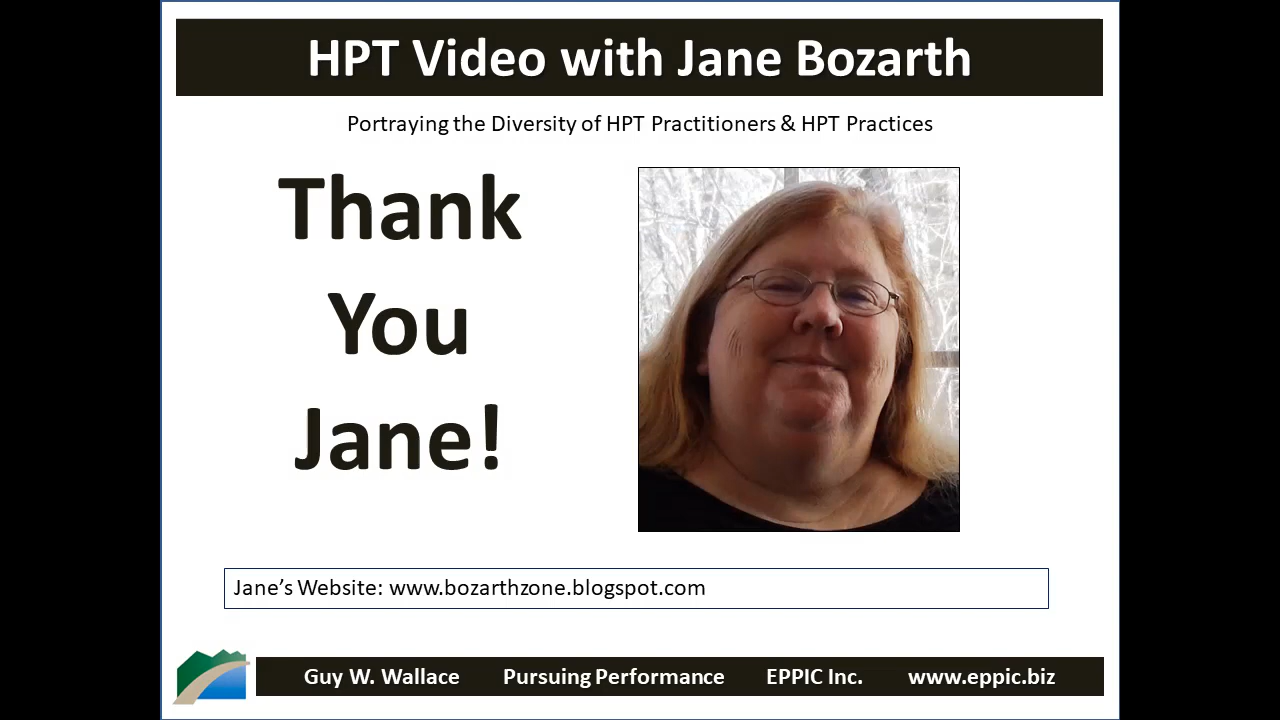 HPT Video with Jane Bozarth
Portraying the Diversity of HPT Practitioners & HPT Practices
Thank
You
Jane!
Jane’s Website: www.bozarthzone.blogspot.com
Guy W. Wallace Pursuing Performance EPPIC Inc. www.eppic.biz